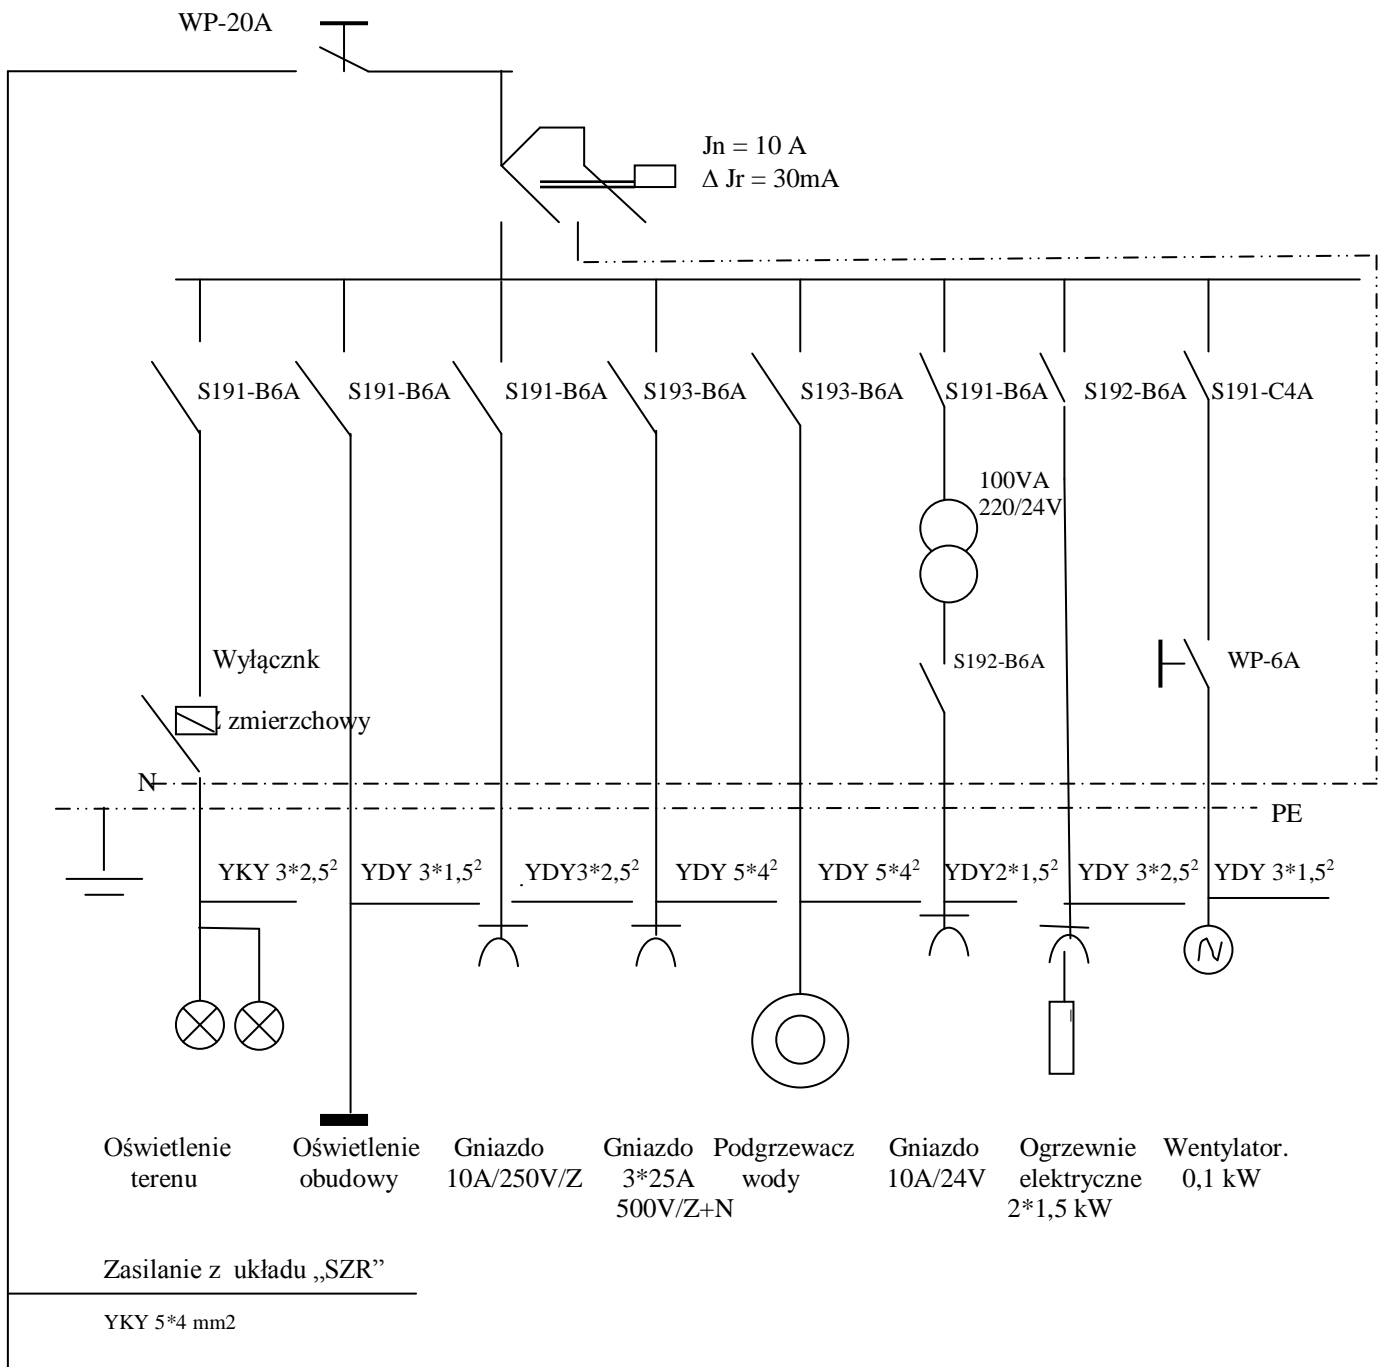 WP-20A
Jn = 10 A
Δ Jr = 30mA
S191-B6A S191-B6A S191-B6A S193-B6A S193-B6A S191-B6A S192-B6A S191-C4A
100VA
220/24V
Wyłącznk S192-B6A WP-6A
zmierzchowy
N
PE
YKY 3*2,5² YDY 3*1,5² YDY3*2,5² YDY 5*4² YDY 5*4² YDY2*1,5² YDY 3*2,5² YDY 3*1,5²
Oświetlenie Oświetlenie Gniazdo Gniazdo Podgrzewacz Gniazdo Ogrzewnie Wentylator.
terenu obudowy 10A/250V/Z 3*25A wody 10A/24V elektryczne 0,1 kW
500V/Z+N 2*1,5 kW
Zasilanie z układu „SZR”
YKY 5*4 mm2